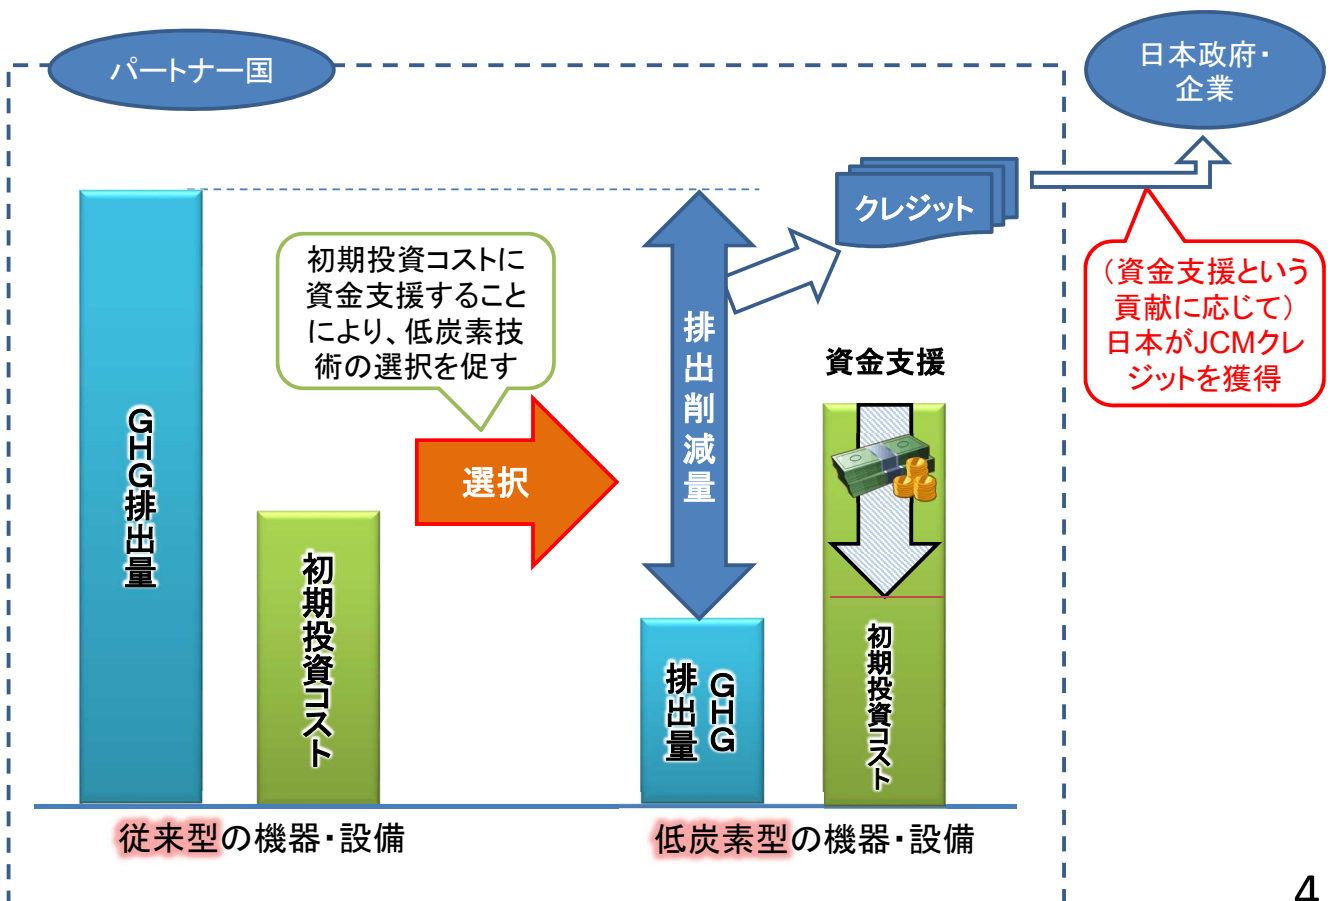 パートナー国
日本政府・
企業
クレジット
初期投資コストに
資金支援すること
により、低炭素技
術の選択を促す
(資金支援という
貢献に応じて)
日本がJCMクレ
ジットを獲得
排出削減量
資金支援
選択
GHG排出量
初期投資コスト
GHG
排出量
初期投資コスト
従来型の機器・設備
低炭素型の機器・設備
4